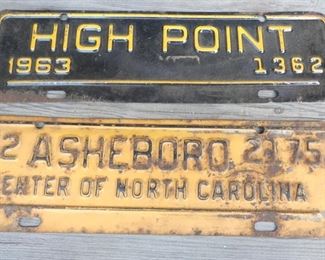 HIGH POINT
1963 1362
2 ASHEBORO 2175
ENTER OF NORTH CAROLINA